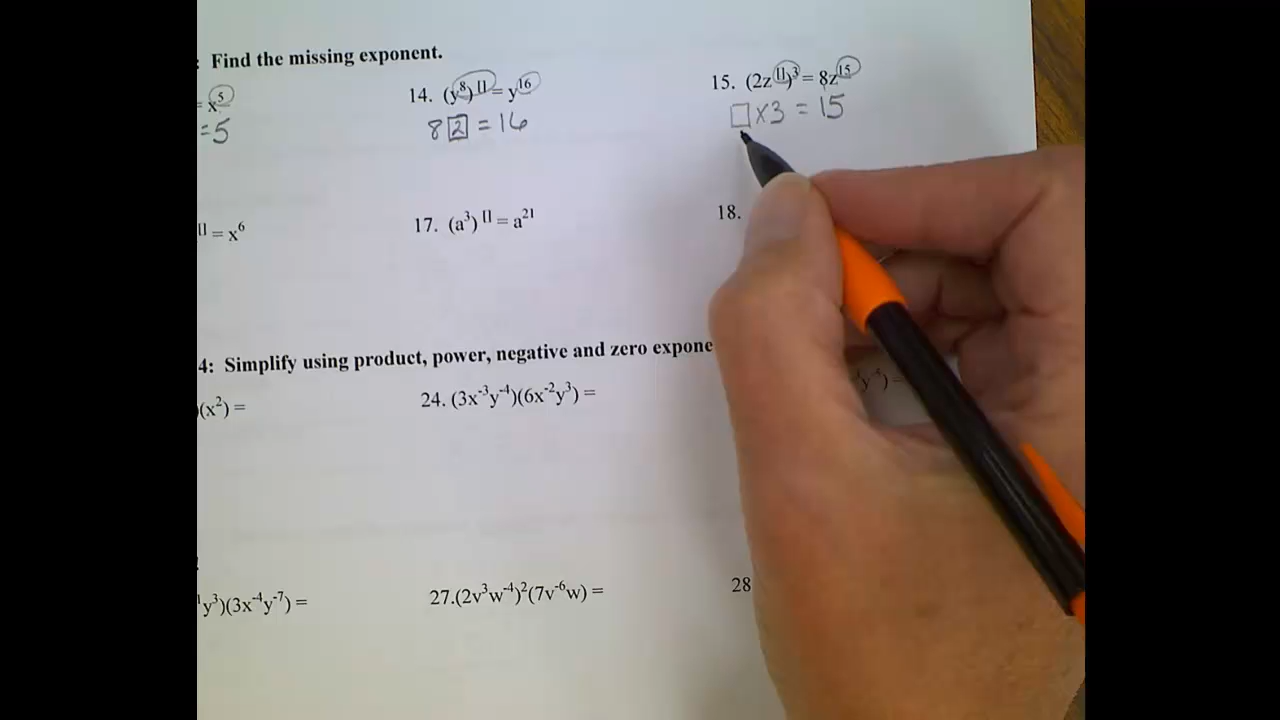 : Find the missing exponent.
= x⁵
14. (y⁸)^[] = y¹⁶
15. (2z^[])³ = 8z¹⁵
= 5
8 [2] = 16
□ x 3 = 15
[] = x⁶
17. (a³)^[] = a²¹
18.
4: Simplify using product, power, negative and zero expone
(x²) =
24. (3x⁻³y⁻⁴)(6x⁻²y³) =
y⁻⁴) =
y³)(3x⁻⁴y⁻⁷) =
27.(2v³w⁻⁴)²(7v⁻⁶w) =
28